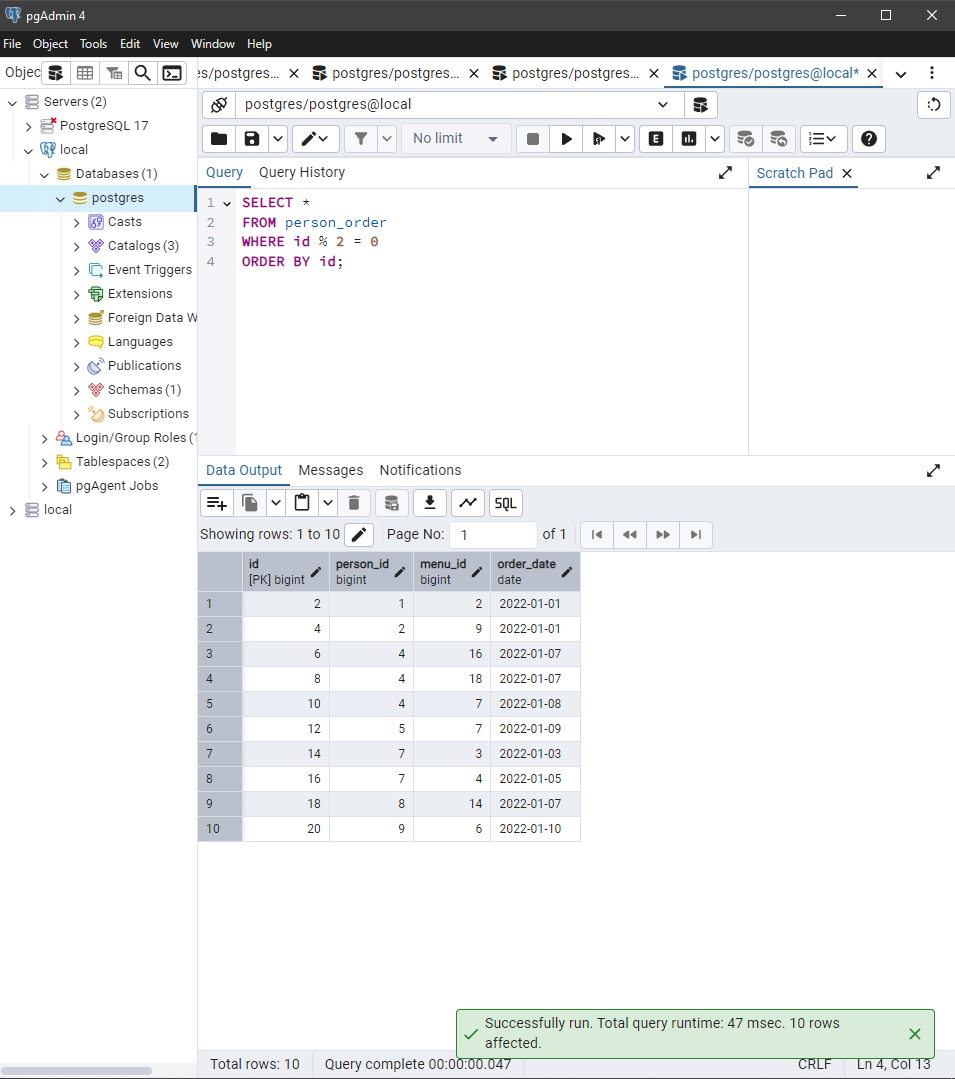 pgAdmin 4
File Object Tools Edit View Window Help
Objec
es/postgres... postgres/postgres... postgres/postgres... postgres/postgres@local*
Servers (2)
PostgreSQL 17
local
Databases (1)
postgres
Casts
Catalogs (3)
Event Triggers
Extensions
Foreign Data W
Languages
Publications
Schemas (1)
Subscriptions
Login/Group Roles (1
Tablespaces (2)
pgAgent Jobs
local
postgres/postgres@local
No limit
E
Query Query History
Scratch Pad
1 SELECT *
2 FROM person_order
3 WHERE id % 2 = 0
4 ORDER BY id;
Data Output Messages Notifications
SQL
Showing rows: 1 to 10 Page No: 1 of 1
id person_id menu_id order_date
[PK] bigint bigint bigint date
1 2 1 2 2022-01-01
2 4 2 9 2022-01-01
3 6 4 16 2022-01-07
4 8 4 18 2022-01-07
5 10 4 7 2022-01-08
6 12 5 7 2022-01-09
7 14 7 3 2022-01-03
8 16 7 4 2022-01-05
9 18 8 14 2022-01-07
10 20 9 6 2022-01-10
Successfully run. Total query runtime: 47 msec. 10 rows
affected.
Total rows: 10 Query complete 00:00:00.047 CRLF Ln 4, Col 13